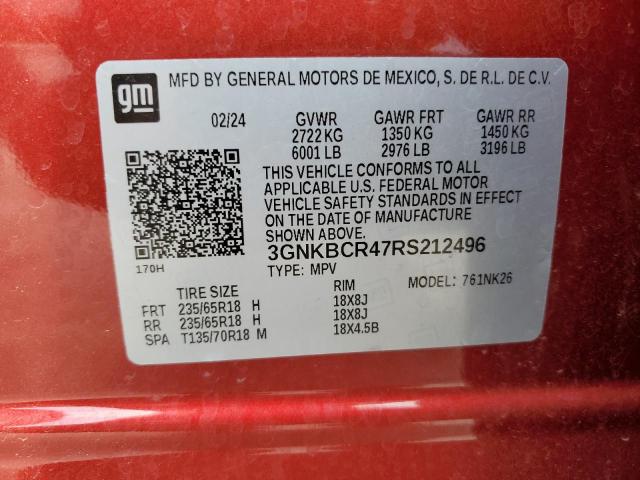 gm
MFD BY GENERAL MOTORS DE MEXICO, S. DE R.L. DE C.V.
02/24 GVWR GAWR FRT GAWR RR
2722 KG 1350 KG 1450 KG
6001 LB 2976 LB 3196 LB
THIS VEHICLE CONFORMS TO ALL
APPLICABLE U.S. FEDERAL MOTOR
VEHICLE SAFETY STANDARDS IN EFFECT
ON THE DATE OF MANUFACTURE
SHOWN ABOVE.
3GNKBCR47RS212496
170H TYPE: MPV MODEL: 761NK26
TIRE SIZE RIM
FRT 235/65R18 H 18X8J
RR 235/65R18 H 18X8J
SPA T135/70R18 M 18X4.5B